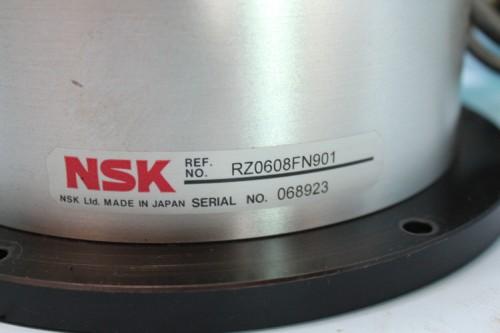 NSK REF. NO. RZ0608FN901
NSK Ltd. MADE IN JAPAN SERIAL NO. 068923